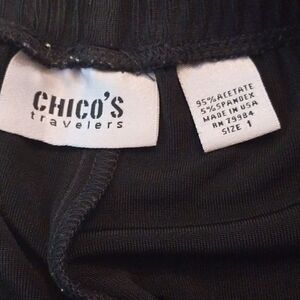 CHICO'S
travelers
95% ACETATE
5% SPANDEX
MADE IN USA
RN 79984
SIZE 1